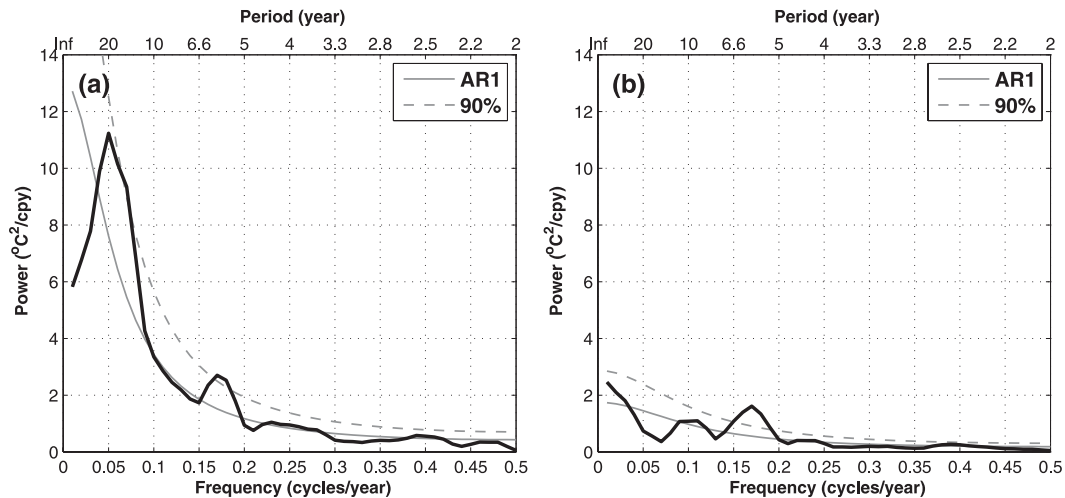 Period (year)
Inf 20 10 6.6 5 4 3.3 2.8 2.5 2.2 2
(a)
AR1
90%
14
12
10
8
6
4
2
0
Power (°C²/cpy)
0 0.05 0.1 0.15 0.2 0.25 0.3 0.35 0.4 0.45 0.5
Frequency (cycles/year)
Period (year)
Inf 20 10 6.6 5 4 3.3 2.8 2.5 2.2 2
(b)
AR1
90%
14
12
10
8
6
4
2
0
Power (°C²/cpy)
0 0.05 0.1 0.15 0.2 0.25 0.3 0.35 0.4 0.45 0.5
Frequency (cycles/year)